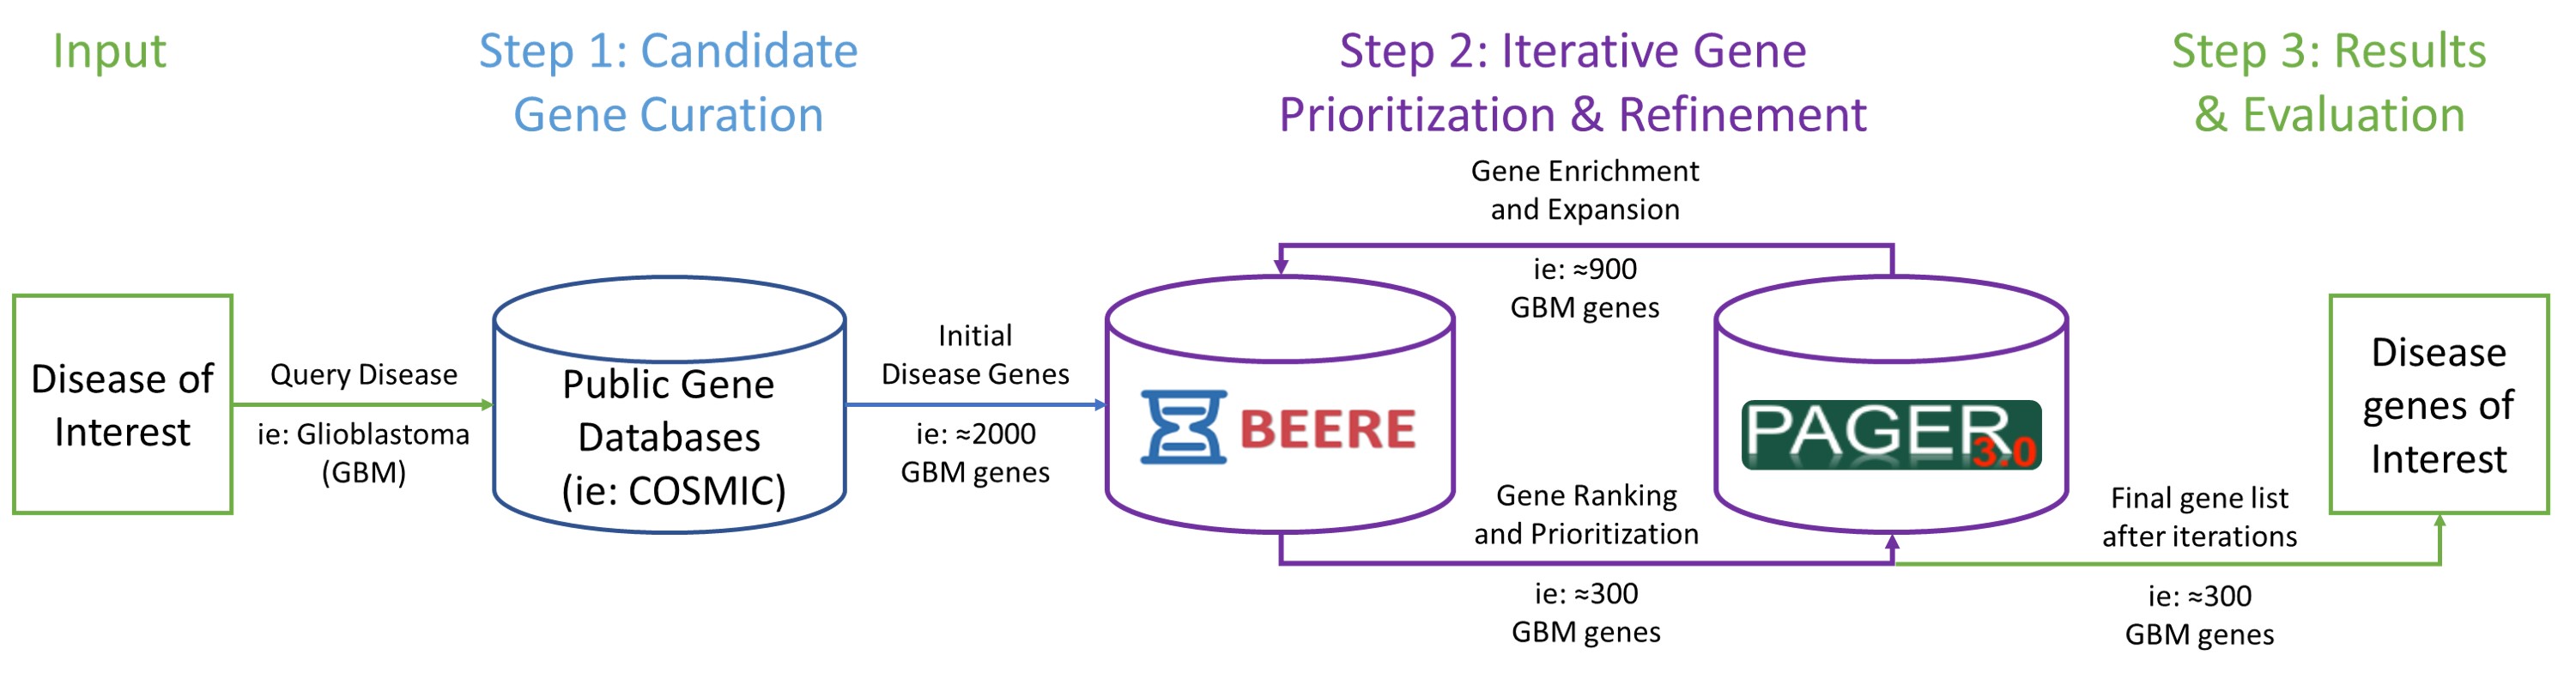 Input
Step 1: Candidate
Gene Curation
Step 2: Iterative Gene
Prioritization & Refinement
Step 3: Results
& Evaluation
Disease of
Interest
Query Disease
ie: Glioblastoma
(GBM)
Public Gene
Databases
(ie: COSMIC)
Initial
Disease Genes
ie: ≈2000
GBM genes
BEERE
Gene Enrichment
and Expansion
ie: ≈900
GBM genes
Gene Ranking
and Prioritization
ie: ≈300
GBM genes
PAGER
3.0
Final gene list
after iterations
ie: ≈300
GBM genes
Disease
genes of
Interest